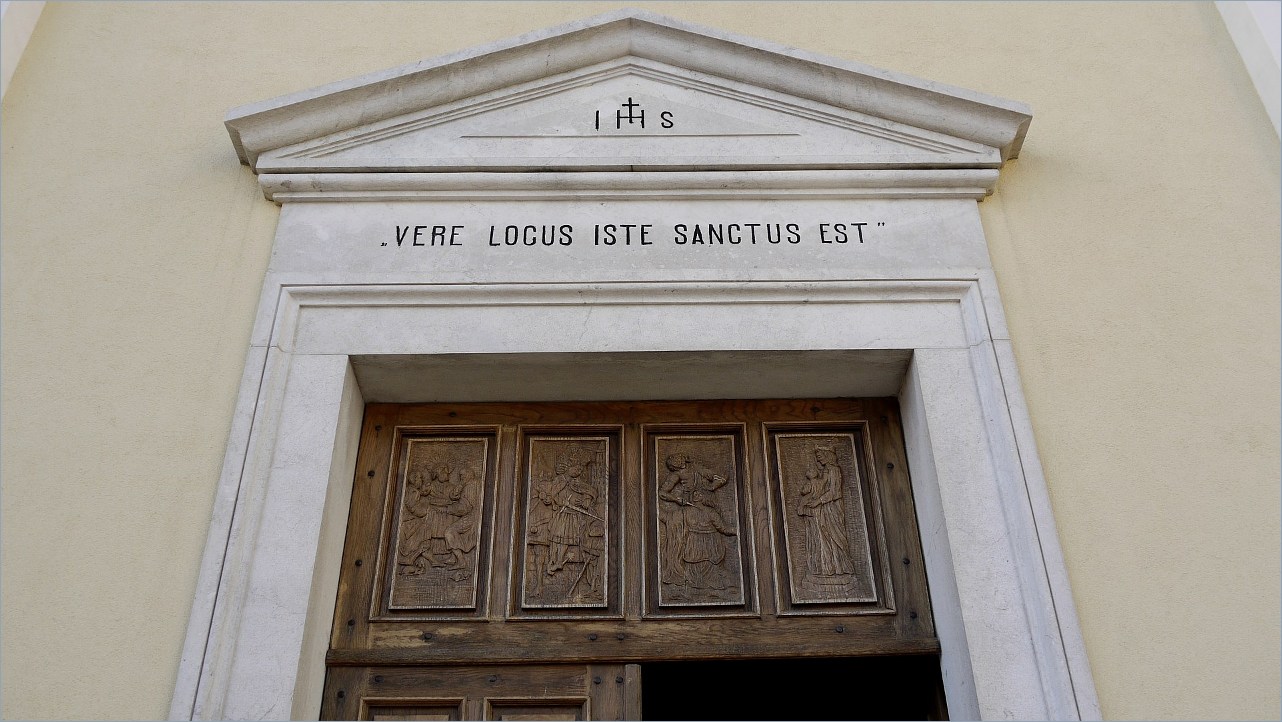 IHS
„VERE LOCUS ISTE SANCTUS EST"